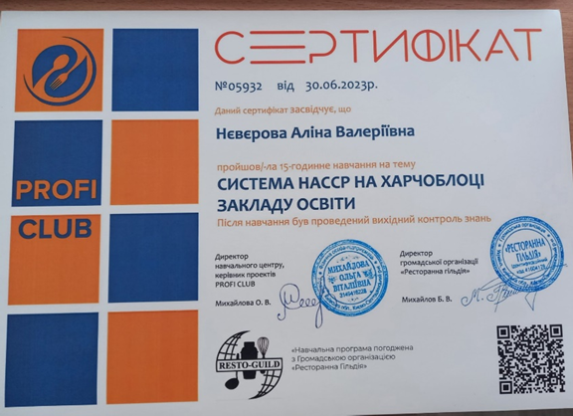 СЕРТИФІКАТ
№05932 від 30.06.2023р.
Даний сертифікат засвідчує, що
Нєвєрова Аліна Валеріївна
пройшов/-ла 15-годинне навчання на тему
PROFI
СИСТЕМА НАССР НА ХАРЧОБЛОЦІ
ЗАКЛАДУ ОСВІТИ
CLUB
Після навчання був проведений вихідний контроль знань
Директор
навчального центру,
керівник проектів
PROFI CLUB
Михайлова О. В.
МИХАЙЛОВА
ОЛЬГА
ВІТАЛІЇВНА
Директор
громадської організації
«Ресторанна гільдія»
Михайлов Б. В.
«РЕСТОРАННА
ГІЛЬДІЯ»
RESTO-GUILD
«Навчальна програма погоджена
з Громадською організацією
«Ресторанна Гільдія»